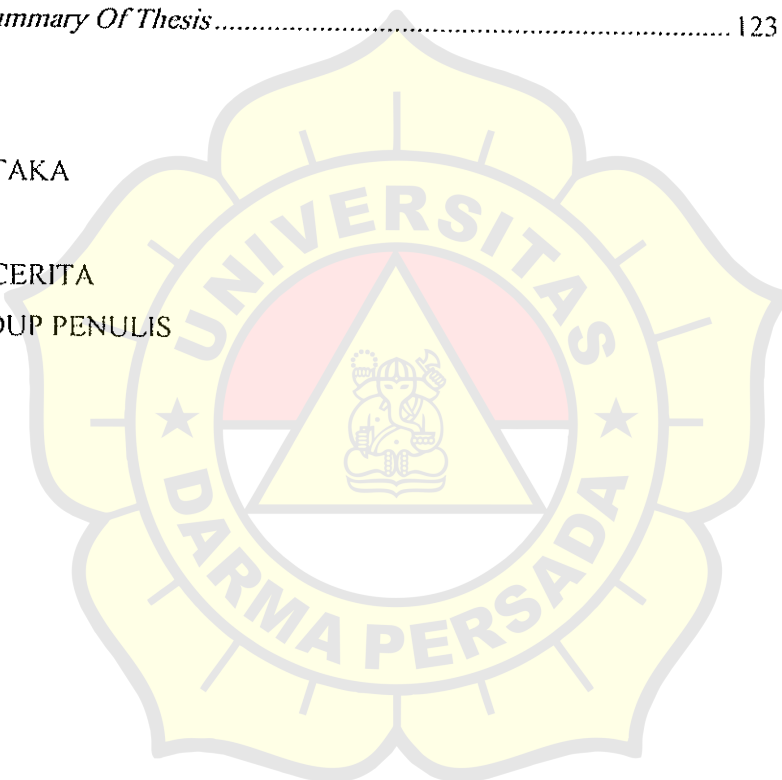 ummary Of Thesis.......................................................................... 123
TAKA
CERITA
DUP PENULIS
UNIVERSITAS
DARMA PERSADA